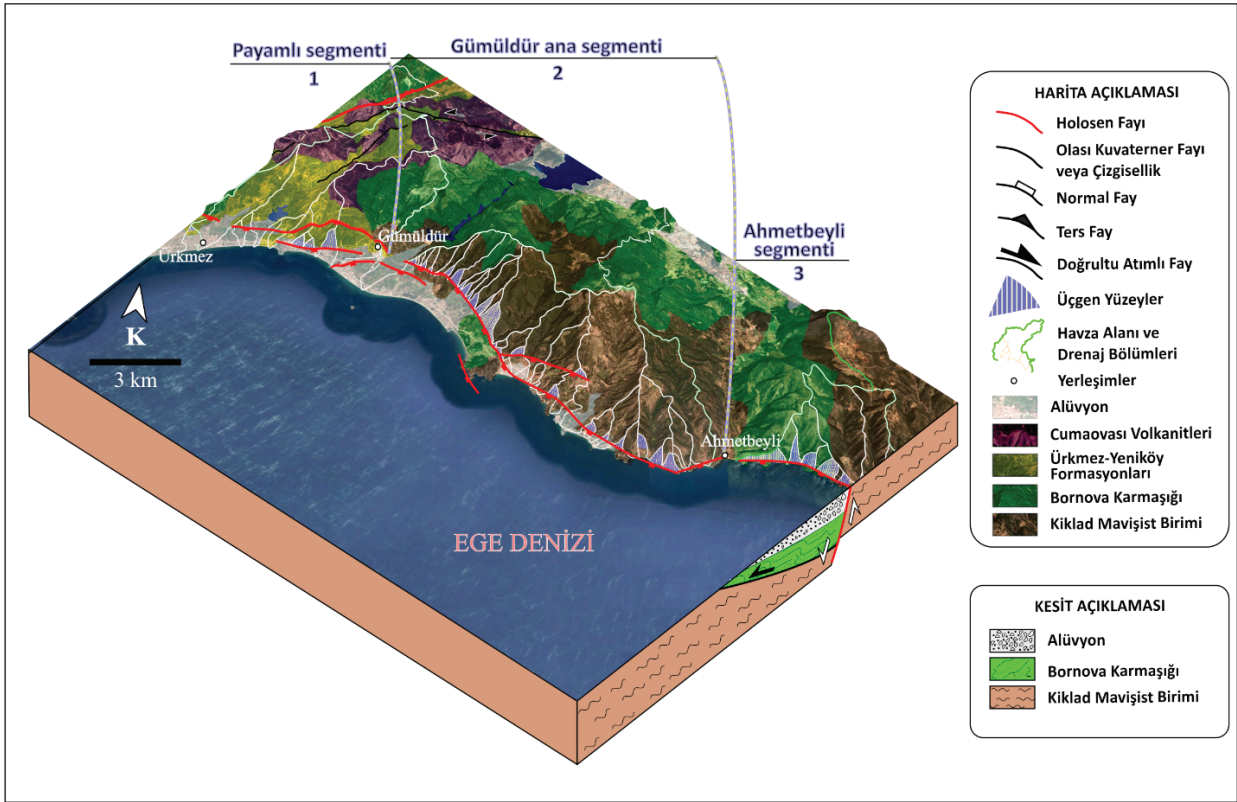 Payamlı segmenti
1
Gümüldür ana segmenti
2
Ahmetbeyli
segmenti
3
Ürkmez
Gümüldür
Ahmetbeyli
K
3 km
EGE DENİZİ
HARİTA AÇIKLAMASI
Holosen Fayı
Olası Kuvaterner Fayı
veya Çizgisellik
Normal Fay
Ters Fay
Doğrultu Atımlı Fay
Üçgen Yüzeyler
Havza Alanı ve
Drenaj Bölümleri
Yerleşimler
Alüvyon
Cumaovası Volkanitleri
Ürkmez-Yeniköy
Formasyonları
Bornova Karmaşığı
Kiklad Mavişist Birimi
KESİT AÇIKLAMASI
Alüvyon
Bornova Karmaşığı
Kiklad Mavişist Birimi